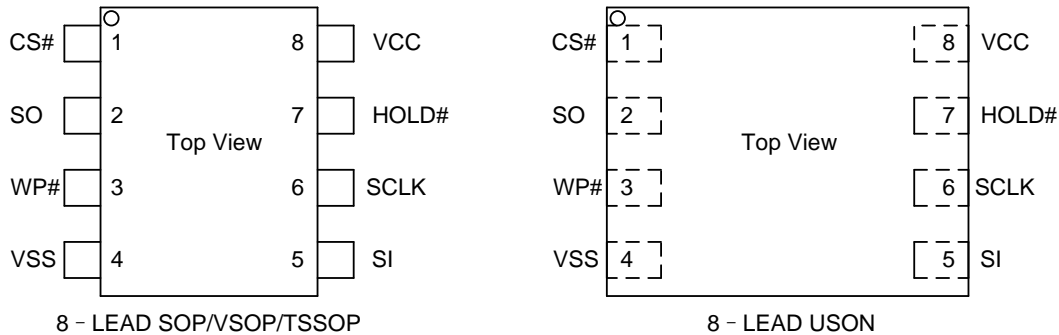 CS# 1 8 VCC
SO 2 7 HOLD#
Top View
WP# 3 6 SCLK
VSS 4 5 SI
8 - LEAD SOP/VSOP/TSSOP
CS# 1 8 VCC
SO 2 7 HOLD#
Top View
WP# 3 6 SCLK
VSS 4 5 SI
8 - LEAD USON